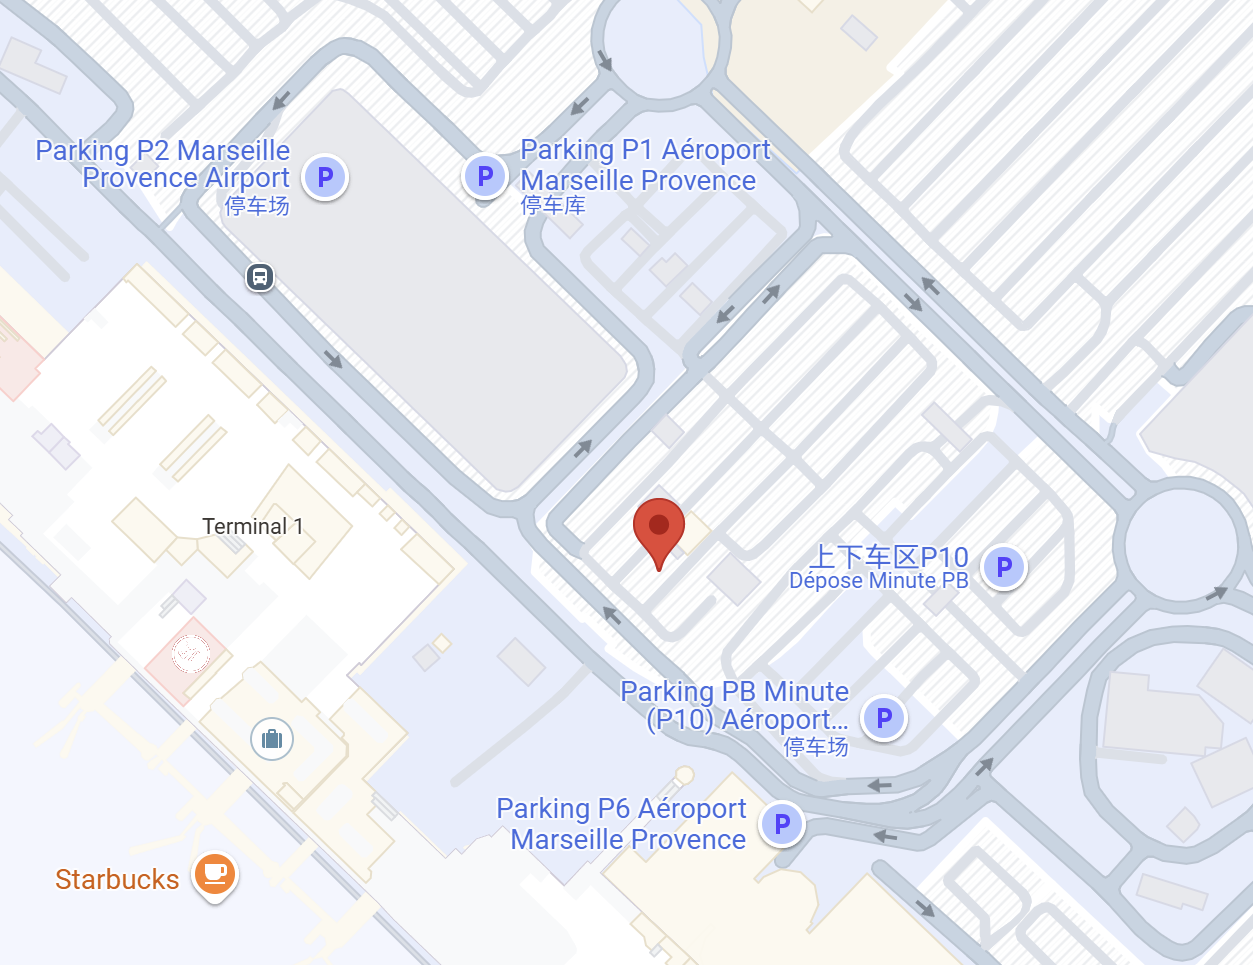 Parking P2 Marseille
Provence Airport
停车场
P
P
Parking P1 Aéroport
Marseille Provence
停车库
Terminal 1
上下车区P10
Dépose Minute PB
P
Parking PB Minute
(P10) Aéroport...
停车场
P
Parking P6 Aéroport
Marseille Provence
P
Starbucks